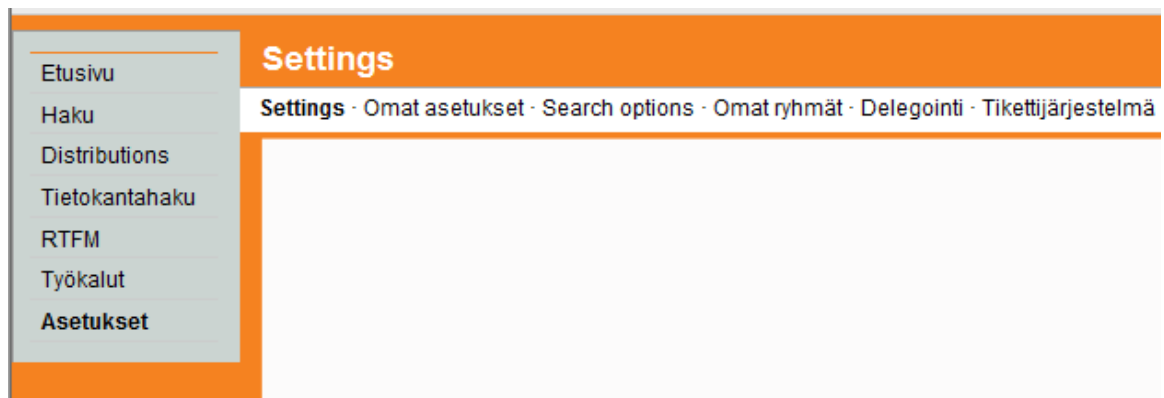 Etusivu
Haku
Distributions
Tietokantahaku
RTFM
Työkalut
Asetukset
Settings
Settings · Omat asetukset · Search options · Omat ryhmät · Delegointi · Tikettijärjestelmä